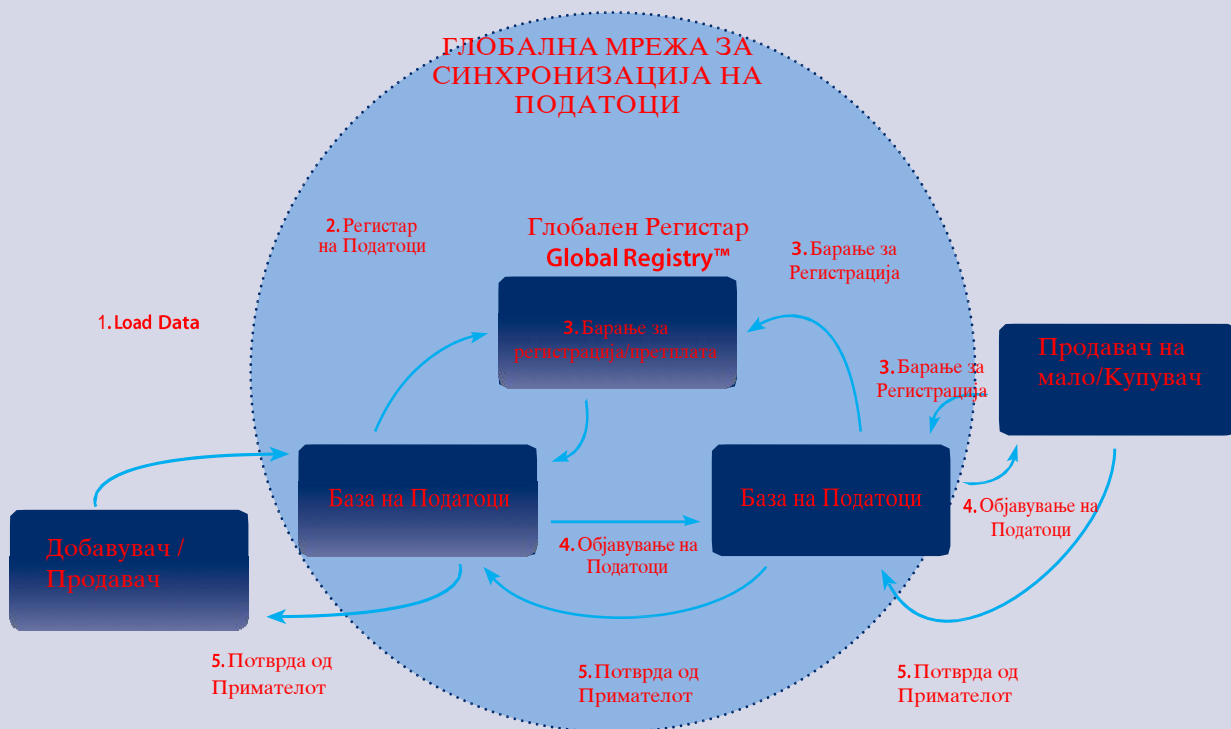 ГЛОБАЛНА МРЕЖА ЗА
СИНХРОНИЗАЦИЈА НА
ПОДАТОЦИ
2. Регистар
на Податоци
Глобален Регистар
Global Registry™
3. Барање за
Регистрација
1. Load Data
3. Барање за
регистрација/претплата
3. Барање за
Регистрација
Продавач на
мало/Купувач
База на Податоци
База на Податоци
4. Објавување на
Податоци
4. Објавување на
Податоци
Добавувач /
Продавач
5. Потврда од
Примателот
5. Потврда од
Примателот
5. Потврда од
Примателот